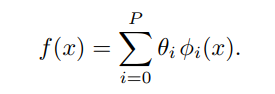 f(x) = \sum_{i=0}^{P} \theta_i \phi_i(x).